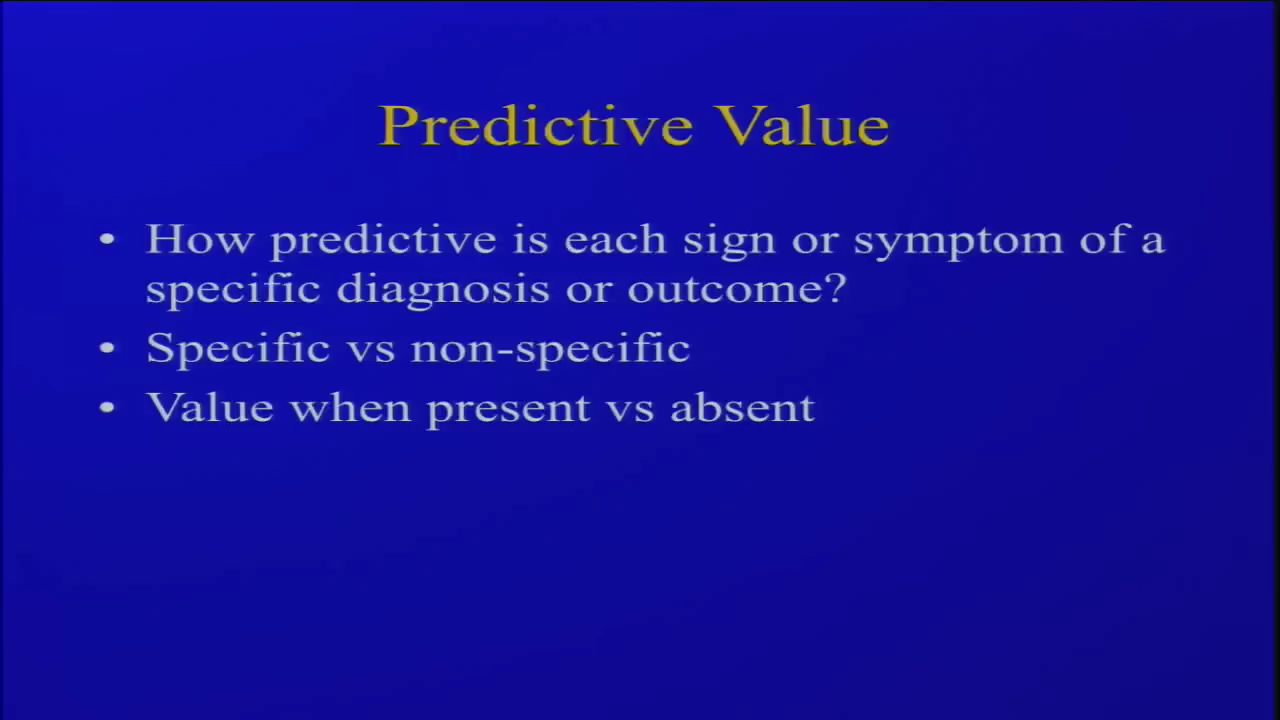 Predictive Value
• How predictive is each sign or symptom of a
specific diagnosis or outcome?
• Specific vs non-specific
• Value when present vs absent